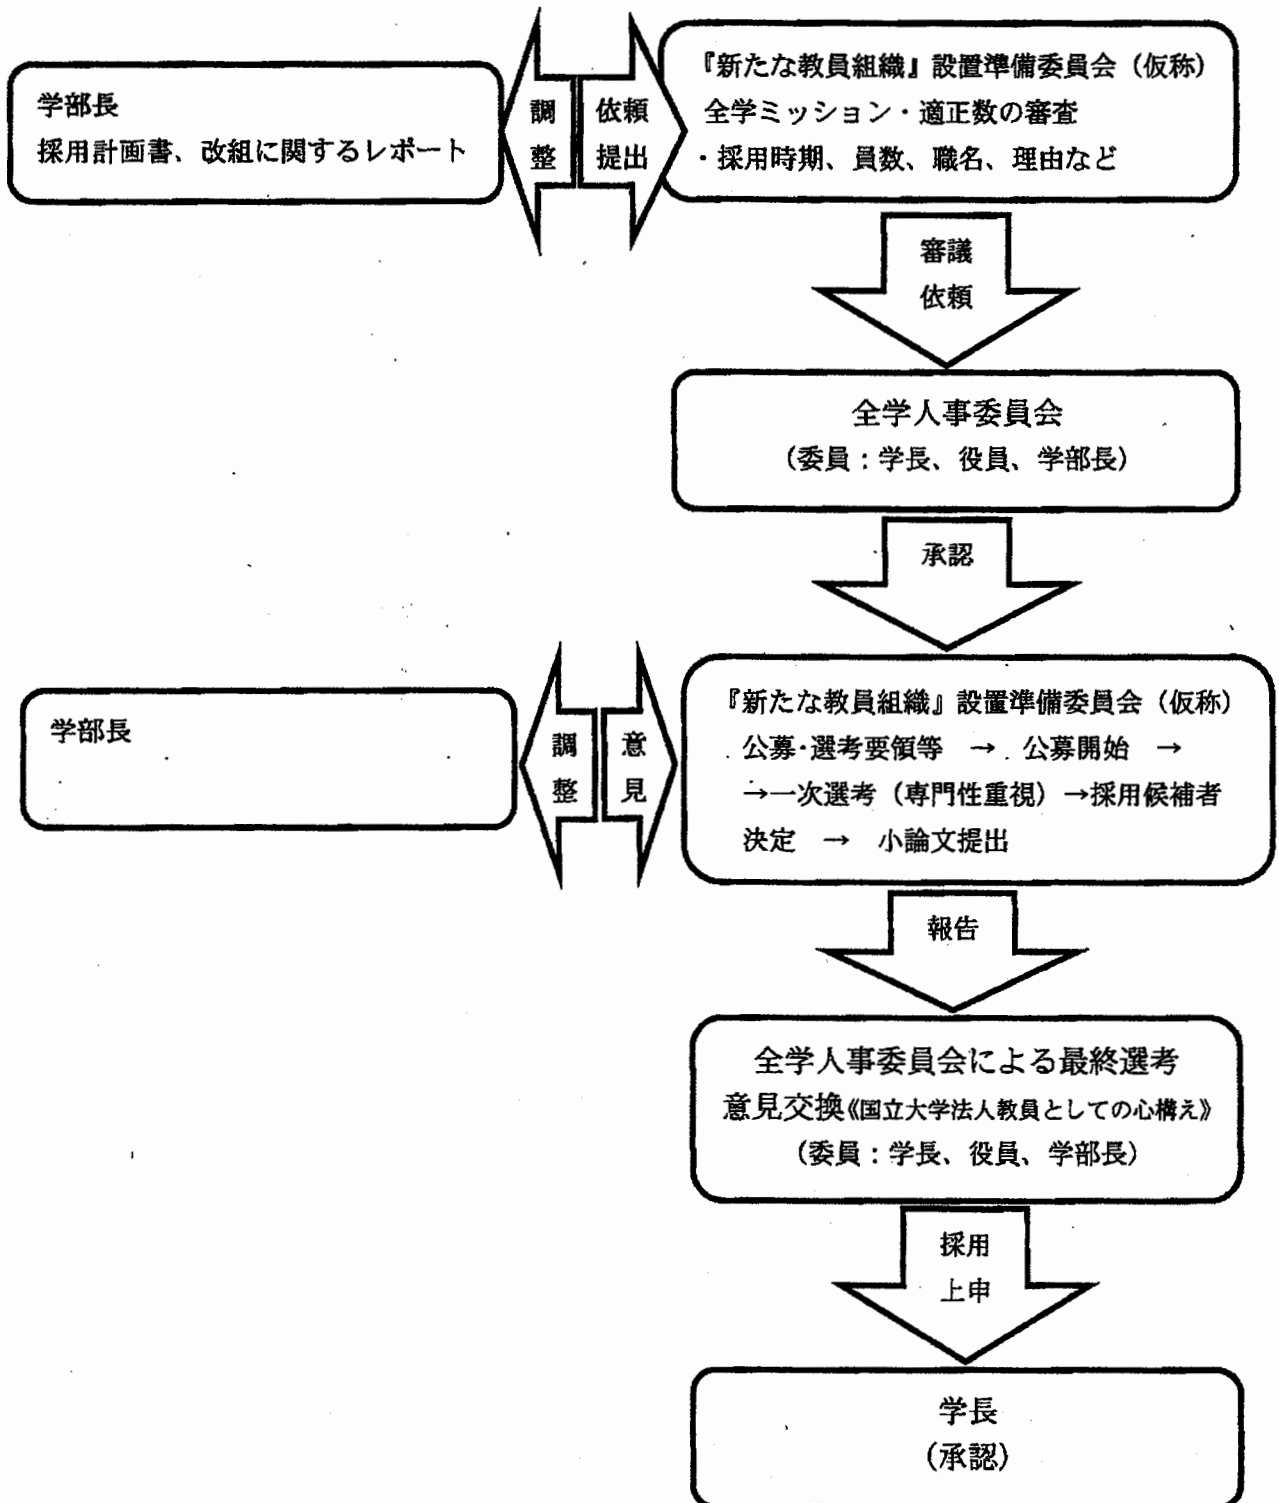 学部長
採用計画書、改組に関するレポート
調整
依頼
提出
『新たな教員組織』設置準備委員会（仮称）
全学ミッション・適正数の審査
・採用時期、員数、職名、理由など
審議
依頼
全学人事委員会
（委員：学長、役員、学部長）
承認
学部長
調整
意見
『新たな教員組織』設置準備委員会（仮称）
公募・選考要領等　→　公募開始　→
→一次選考（専門性重視）→採用候補者
決定　→　小論文提出
報告
全学人事委員会による最終選考
意見交換《国立大学法人教員としての心構え》
（委員：学長、役員、学部長）
採用
上申
学長
（承認）